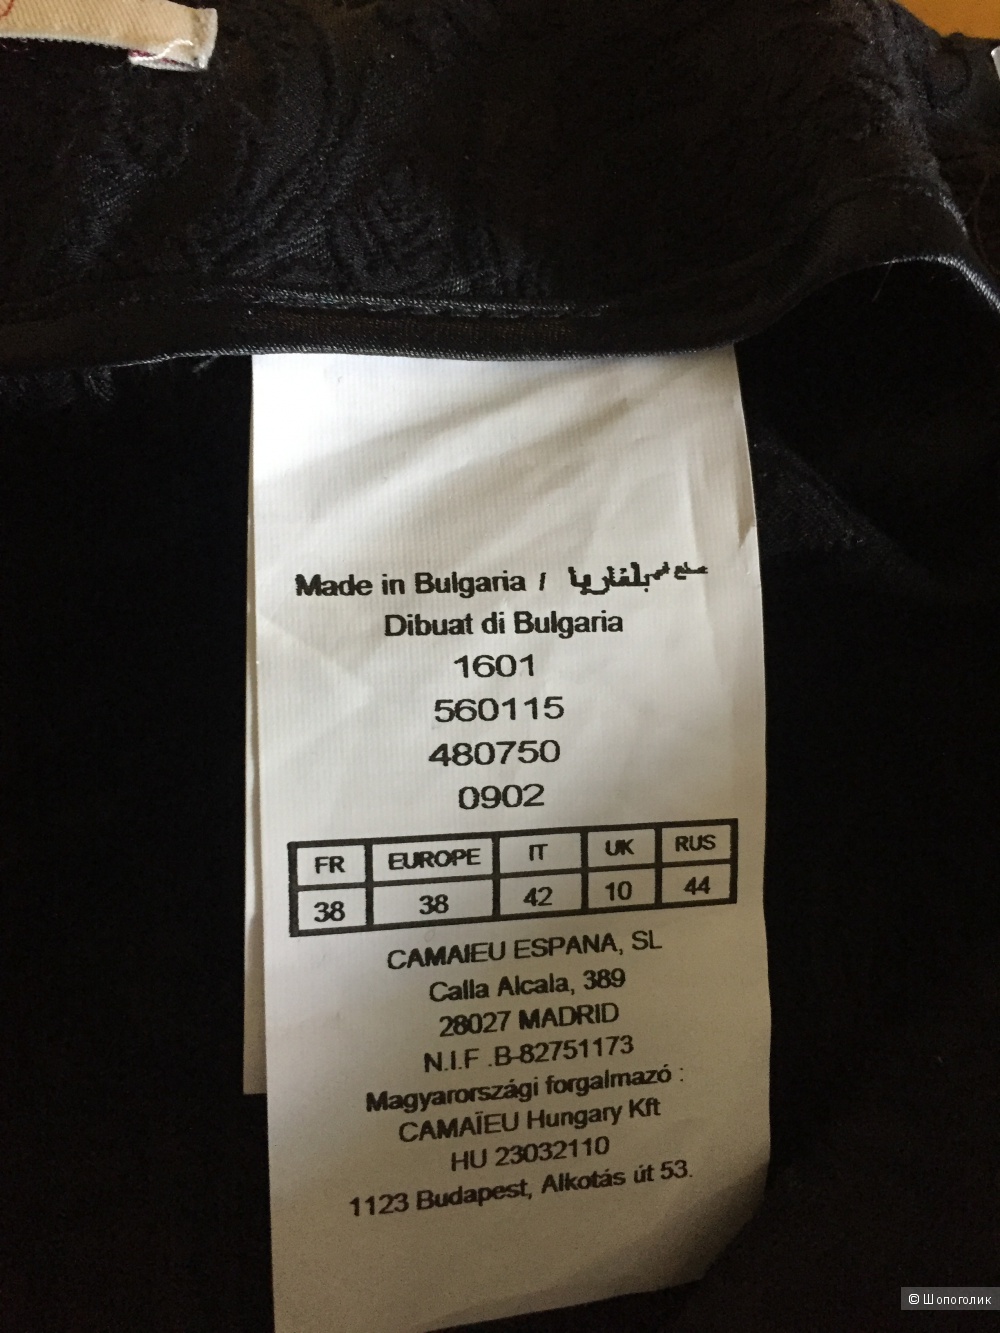 Made in Bulgaria / صنع في بلغاريا
Dibuat di Bulgaria
1601
560115
480750
0902
FR EUROPE IT UK RUS
38 38 42 10 44
CAMAIEU ESPANA, SL
Calla Alcala, 389
28027 MADRID
N.I.F .B-82751173
Magyarországi forgalmazó :
CAMAÏEU Hungary Kft
HU 23032110
1123 Budapest, Alkotás út 53.
© Шопоголик